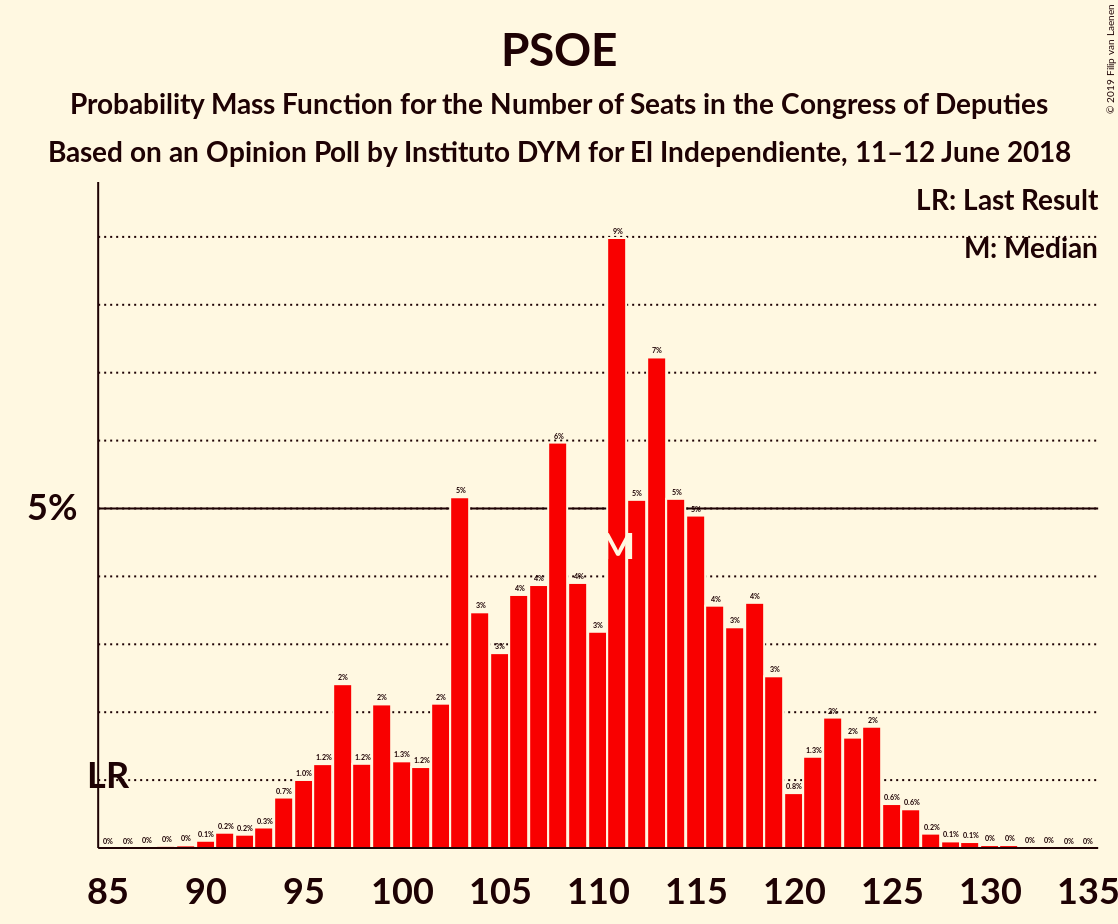 PSOE
Probability Mass Function for the Number of Seats in the Congress of Deputies
Based on an Opinion Poll by Instituto DYM for El Independiente, 11–12 June 2018
© 2019 Filip van Laenen
LR: Last Result
M: Median
5%
LR
M
0% 0% 0% 0% 0% 0.1% 0.2% 0.2% 0.3% 0.7% 1.0% 1.2% 2% 1.2% 2% 1.3% 1.2% 2% 5% 3% 3% 4% 4% 6% 4% 3% 9% 5% 7% 5% 5% 4% 3% 4% 3% 0.8% 1.3% 2% 2% 2% 0.6% 0.6% 0.2% 0.1% 0.1% 0% 0% 0% 0% 0% 0%
85 90 95 100 105 110 115 120 125 130 135